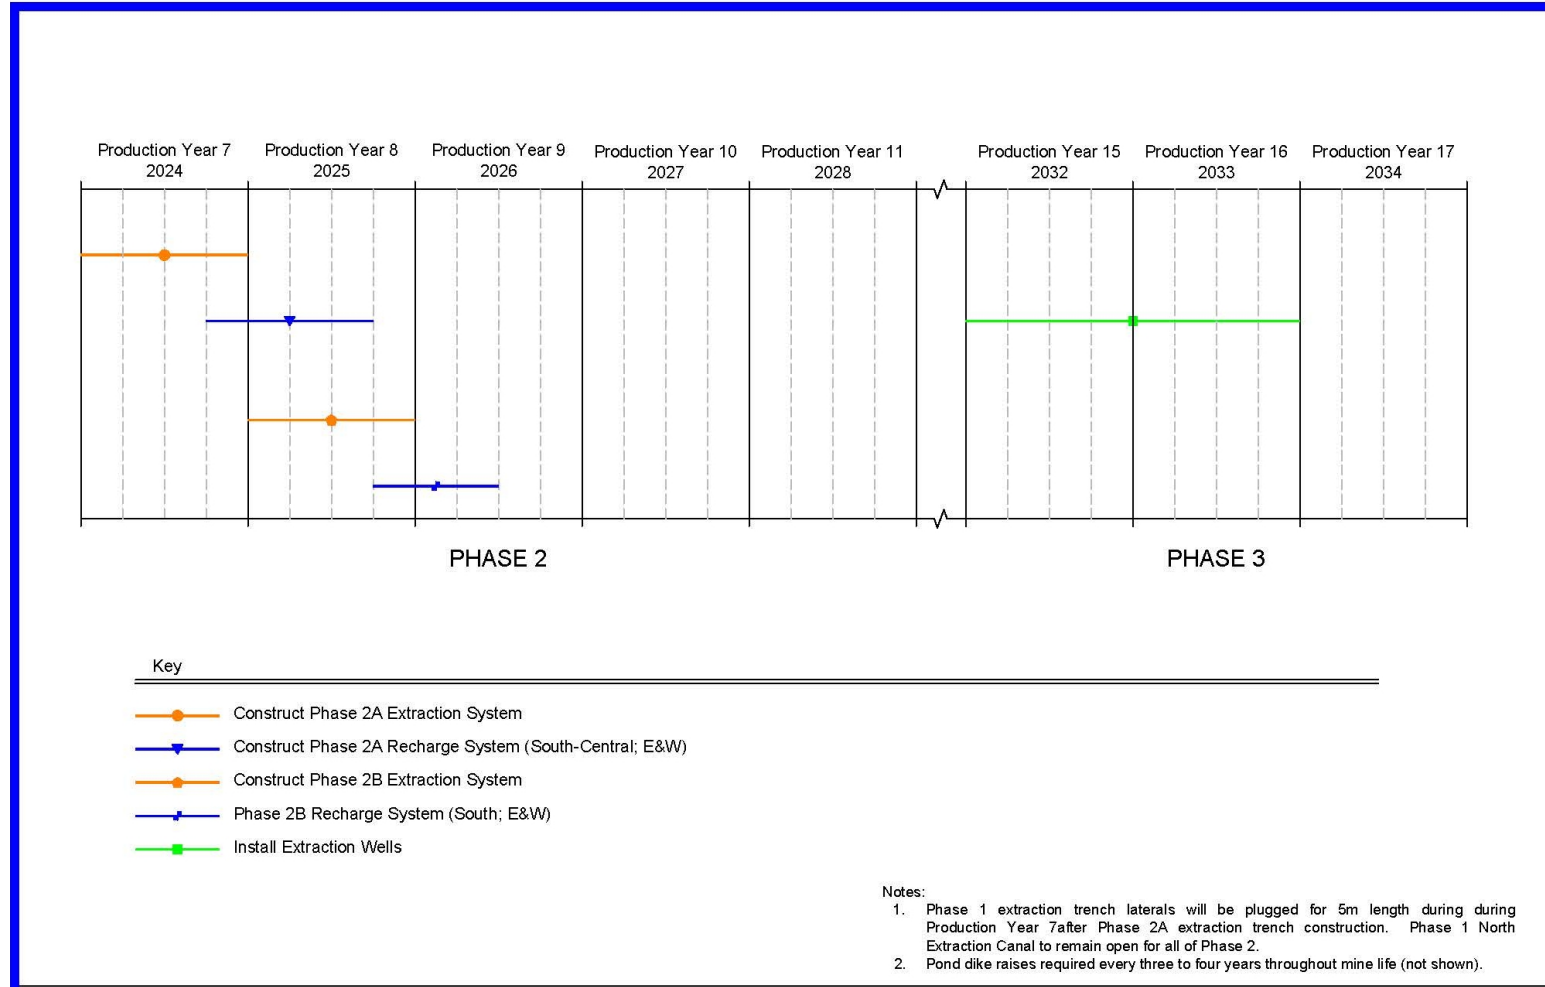 Production Year 7
2024
Production Year 8
2025
Production Year 9
2026
Production Year 10
2027
Production Year 11
2028
Production Year 15
2032
Production Year 16
2033
Production Year 17
2034
PHASE 2
PHASE 3
Key
Construct Phase 2A Extraction System
Construct Phase 2A Recharge System (South-Central; E&W)
Construct Phase 2B Extraction System
Phase 2B Recharge System (South; E&W)
Install Extraction Wells
Notes:
1. Phase 1 extraction trench laterals will be plugged for 5m length during during
Production Year 7after Phase 2A extraction trench construction. Phase 1 North
Extraction Canal to remain open for all of Phase 2.
2. Pond dike raises required every three to four years throughout mine life (not shown).